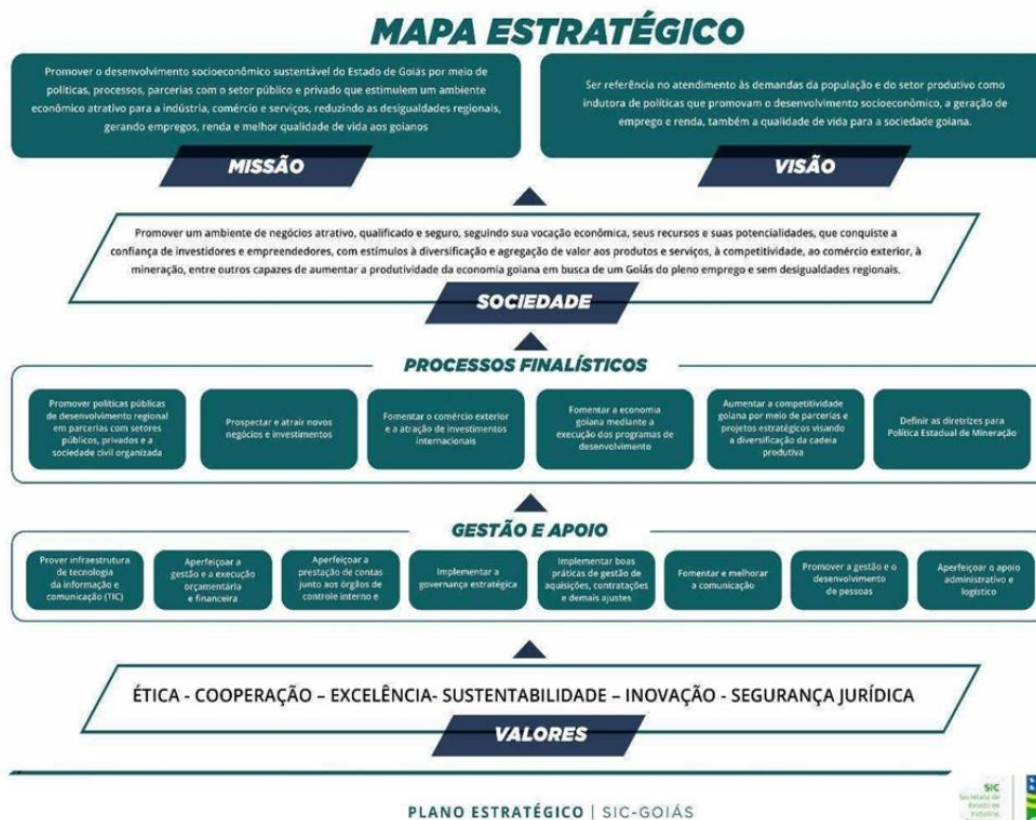 MAPA ESTRATÉGICO
Promover o desenvolvimento socioeconômico sustentável do Estado de Goiás por meio de
políticas, processos, parcerias com o setor público e privado que estimulem um ambiente
econômico atrativo para a indústria, comércio e serviços, reduzindo as desigualdades regionais,
gerando empregos, renda e melhor qualidade de vida aos goianos
MISSÃO
Ser referência no atendimento às demandas da população e do setor produtivo como
indutora de políticas que promovam o desenvolvimento socioeconômico, a geração de
emprego e renda, também a qualidade de vida para a sociedade goiana.
VISÃO
Promover um ambiente de negócios atrativo, qualificado e seguro, seguindo sua vocação econômica, seus recursos e suas potencialidades, que conquiste a
confiança de investidores e empreendedores, com estímulos à diversificação e agregação de valor aos produtos e serviços, à competitividade, ao comércio exterior, à
mineração, entre outros capazes de aumentar a produtividade da economia goiana em busca de um Goiás do pleno emprego e sem desigualdades regionais.
SOCIEDADE
PROCESSOS FINALÍSTICOS
Promover políticas públicas
de desenvolvimento regional
em parcerias com setores
públicos, privados e a
sociedade civil organizada
Prospectar e atrair novos
negócios e investimentos
Fomentar o comércio exterior
e a atração de investimentos
internacionais
Fomentar a economia
goiana mediante a
execução dos programas de
desenvolvimento
Aumentar a competitividade
goiana por meio de parcerias e
projetos estratégicos visando
a diversificação da cadeia
produtiva
Definir as diretrizes para
Política Estadual de Mineração
GESTÃO E APOIO
Prover infraestrutura
de tecnologia
da informação e
comunicação (TIC)
Aperfeiçoar a
gestão e a execução
orçamentária
e financeira
Aperfeiçoar a
prestação de contas
junto aos órgãos de
controle interno e
Implementar a
governança estratégica
Implementar boas
práticas de gestão de
aquisições, contratações
e demais ajustes
Fomentar e melhorar
a comunicação
Promover a gestão e o
desenvolvimento
de pessoas
Aperfeiçoar o apoio
administrativo e
logístico
ÉTICA - COOPERAÇÃO – EXCELÊNCIA- SUSTENTABILIDADE – INOVAÇÃO - SEGURANÇA JURÍDICA
VALORES
PLANO ESTRATÉGICO | SIC-GOIÁS
SIC
Secretaria de
Estado de
Indústria,